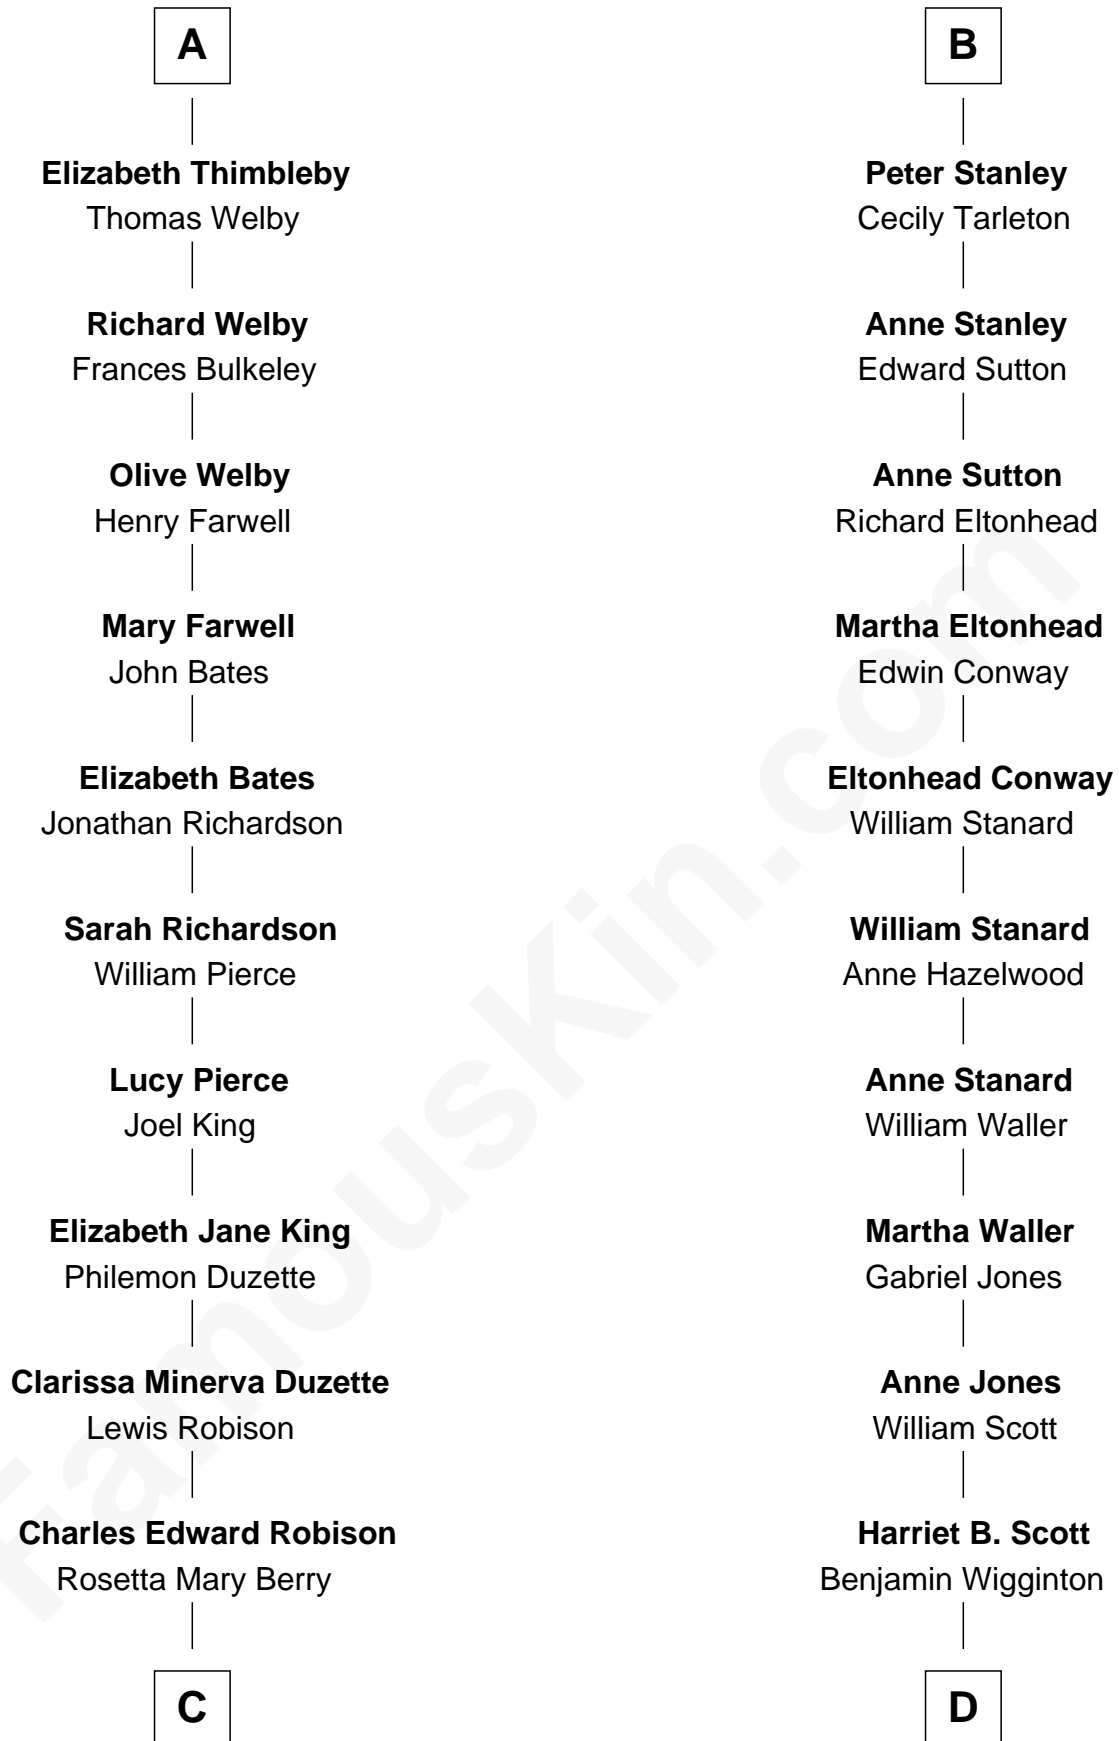 A
Elizabeth Thimbleby
Thomas Welby
Richard Welby
Frances Bulkeley
Olive Welby
Henry Farwell
Mary Farwell
John Bates
Elizabeth Bates
Jonathan Richardson
Sarah Richardson
William Pierce
Lucy Pierce
Joel King
Elizabeth Jane King
Philemon Duzette
Clarissa Minerva Duzette
Lewis Robison
Charles Edward Robison
Rosetta Mary Berry
C
B
Peter Stanley
Cecily Tarleton
Anne Stanley
Edward Sutton
Anne Sutton
Richard Eltonhead
Martha Eltonhead
Edwin Conway
Eltonhead Conway
William Stanard
William Stanard
Anne Hazelwood
Anne Stanard
William Waller
Martha Waller
Gabriel Jones
Anne Jones
William Scott
Harriet B. Scott
Benjamin Wigginton
D
FamousKin.com